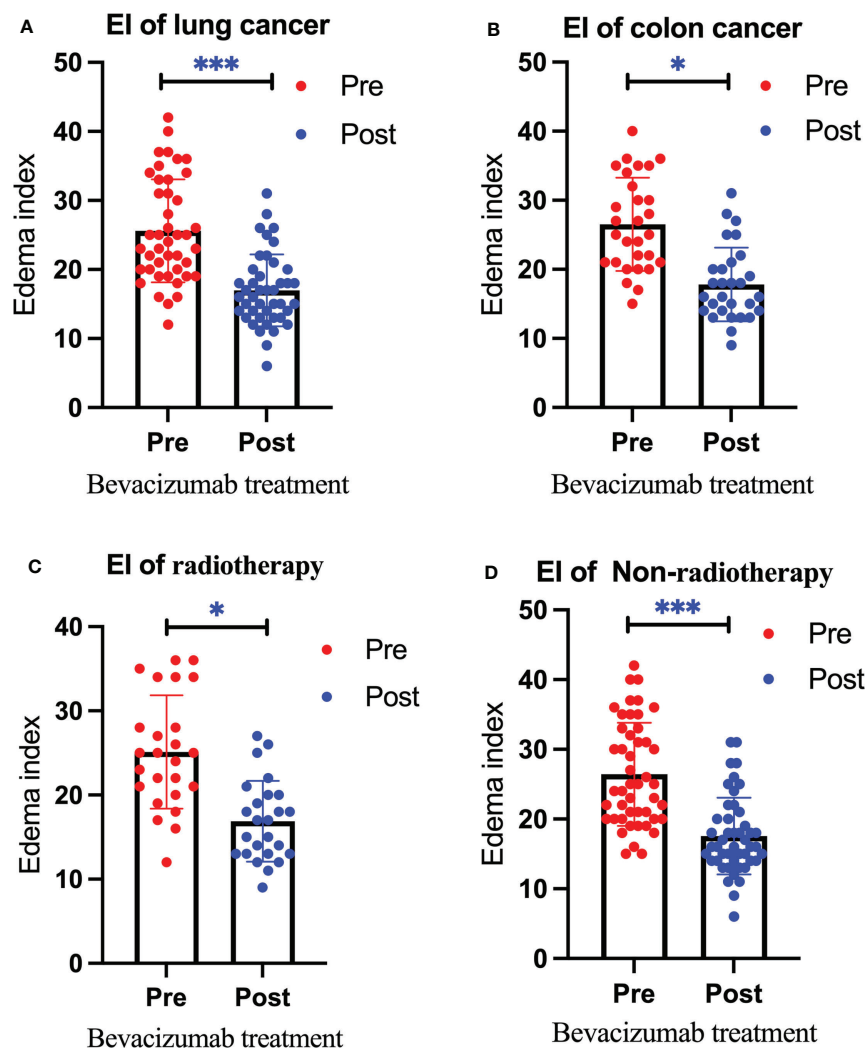 A
EI of lung cancer
***
Pre
Post
Edema index
50
40
30
20
10
0
Pre Post
Bevacizumab treatment
B
EI of colon cancer
*
Pre
Post
Edema index
50
40
30
20
10
0
Pre Post
Bevacizumab treatment
C
EI of radiotherapy
*
Pre
Post
Edema index
40
30
20
10
0
Pre Post
Bevacizumab treatment
D
EI of Non-radiotherapy
***
Pre
Post
Edema index
50
40
30
20
10
0
Pre Post
Bevacizumab treatment